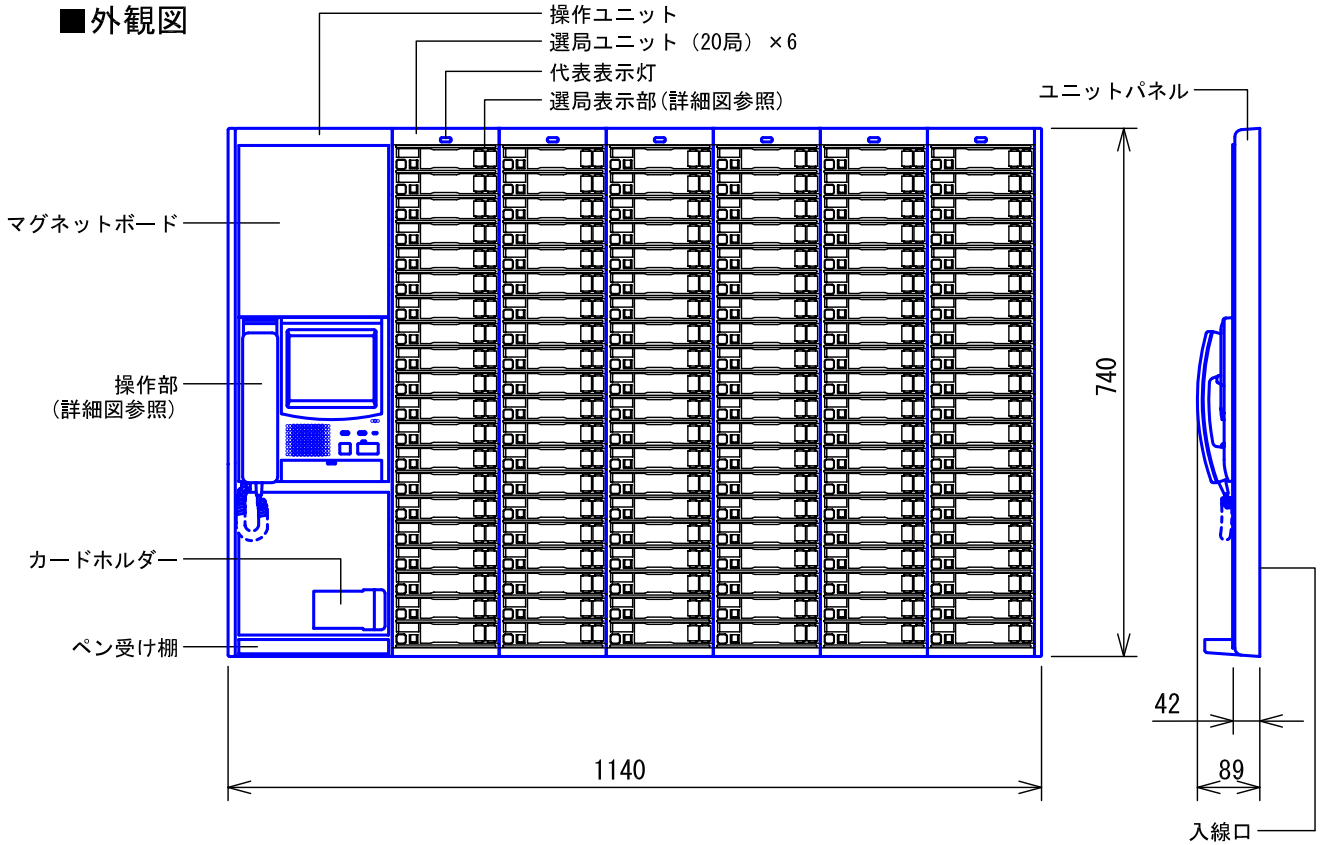 ■外観図
操作ユニット
選局ユニット（20局）×6
代表表示灯
選局表示部(詳細図参照)
ユニットパネル
マグネットボード
操作部
(詳細図参照)
740
カードホルダー
ペン受け棚
42
1140
89
入線口